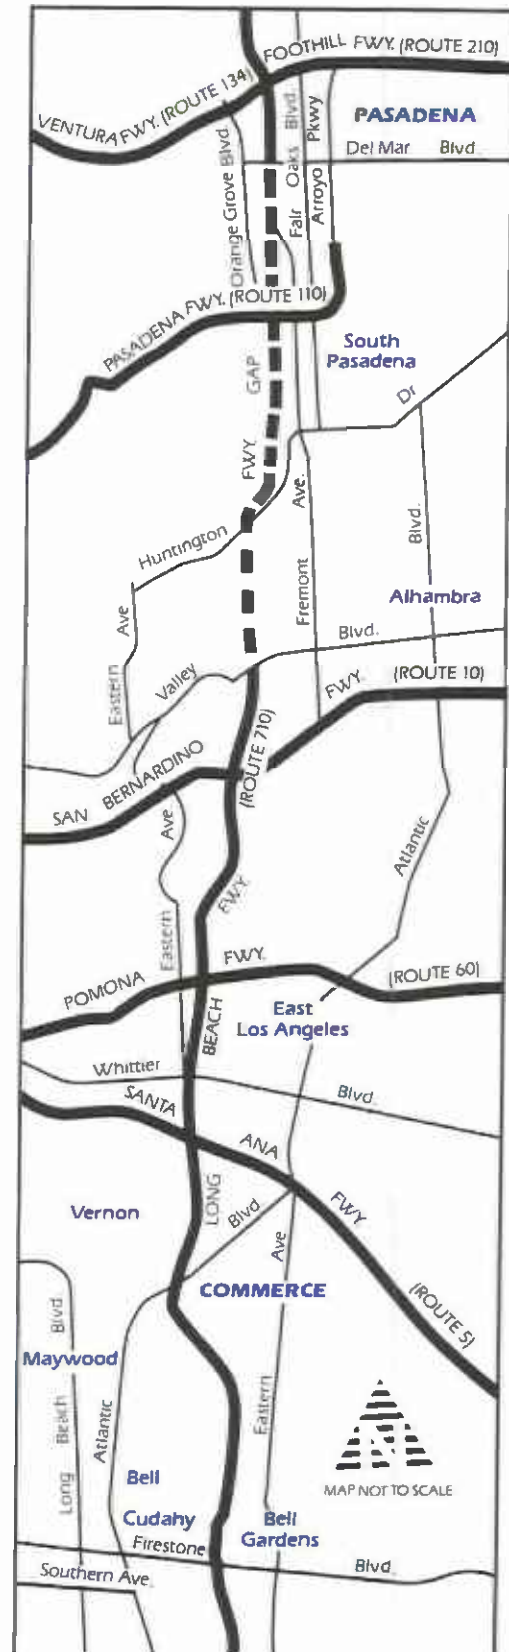 FOOTHILL FWY. (ROUTE 210)
VENTURA FWY. (ROUTE 134)
PASADENA
Orange Grove Blvd.
Fair Oaks Blvd.
Arroyo Pkwy
Del Mar Blvd.
PASADENA FWY. (ROUTE 110)
South
Pasadena
GAP FWY.
Dr
Huntington
Fremont Ave.
Blvd.
Alhambra
Eastern Ave
Valley Blvd.
SAN BERNARDINO FWY. (ROUTE 10)
(ROUTE 710)
Ave
Eastern
Atlantic
FWY.
POMONA FWY. (ROUTE 60)
BEACH
East
Los Angeles
Whittier Blvd.
SANTA ANA FWY. (ROUTE 5)
LONG
Vernon
Blvd
Ave
COMMERCE
Maywood
Long Beach Blvd
Atlantic
Eastern
N
MAP NOT TO SCALE
Bell
Cudahy
Bell
Gardens
Firestone Blvd.
Southern Ave.